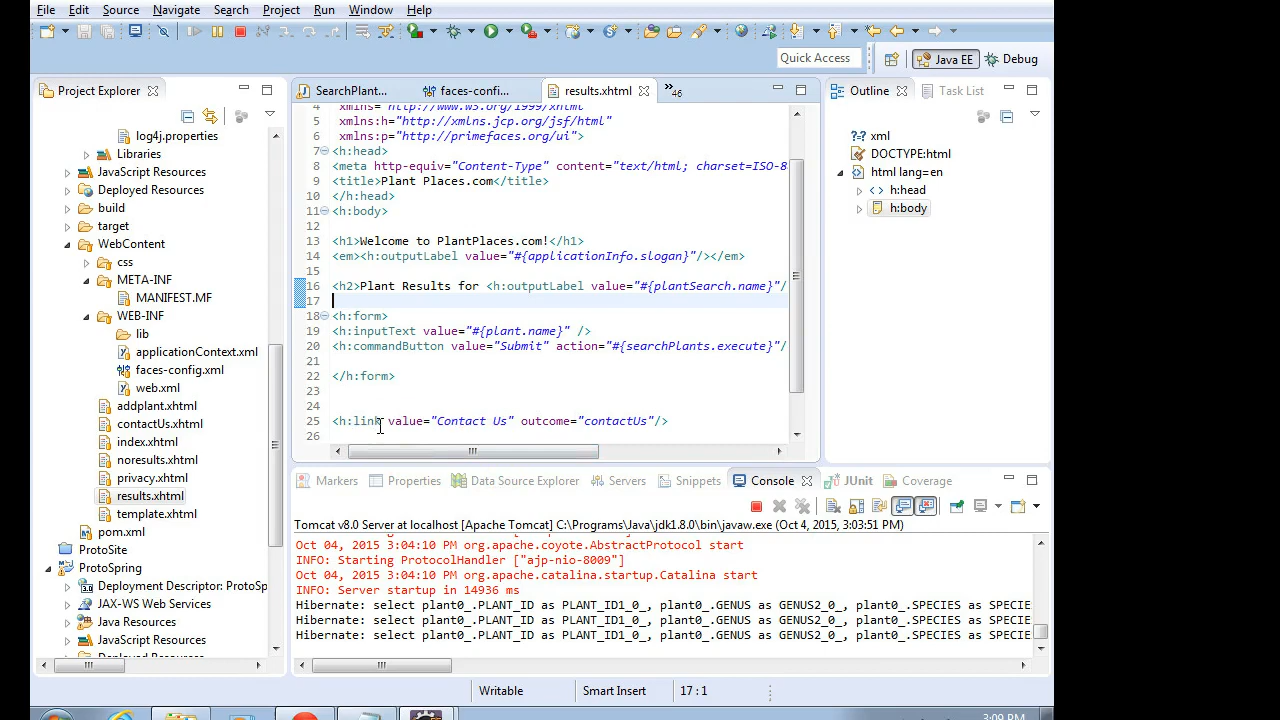 File Edit Source Navigate Search Project Run Window Help
Quick Access
Java EE
Debug
Project Explorer
log4j.properties
Libraries
JavaScript Resources
Deployed Resources
build
target
WebContent
css
META-INF
MANIFEST.MF
WEB-INF
lib
applicationContext.xml
faces-config.xml
web.xml
addplant.xhtml
contactUs.xhtml
index.xhtml
noresults.xhtml
privacy.xhtml
results.xhtml
template.xhtml
pom.xml
ProtoSite
ProtoSpring
Deployment Descriptor: ProtoSp
JAX-WS Web Services
Java Resources
JavaScript Resources
SearchPlant...
faces-confi...
results.xhtml
»46
4 xmlns="http://www.w3.org/1999/xhtml"
5 xmlns:h="http://xmlns.jcp.org/jsf/html"
6 xmlns:p="http://primefaces.org/ui">
7 <h:head>
8 <meta http-equiv="Content-Type" content="text/html; charset=ISO-8
9 <title>Plant Places.com</title>
10 </h:head>
11 <h:body>
12
13 <h1>Welcome to PlantPlaces.com!</h1>
14 <em><h:outputLabel value="#{applicationInfo.slogan}"/></em>
15
16 <h2>Plant Results for <h:outputLabel value="#{plantSearch.name}"/
17
18 <h:form>
19 <h:inputText value="#{plant.name}" />
20 <h:commandButton value="Submit" action="#{searchPlants.execute}"/
21
22 </h:form>
23
24
25 <h:link value="Contact Us" outcome="contactUs"/>
26
Outline
Task List
xml
DOCTYPE:html
html lang=en
h:head
h:body
Markers
Properties
Data Source Explorer
Servers
Snippets
Console
JUnit
Coverage
Tomcat v8.0 Server at localhost [Apache Tomcat] C:\Programs\Java\jdk1.8.0\bin\javaw.exe (Oct 4, 2015, 3:03:51 PM)
Oct 04, 2015 3:04:10 PM org.apache.coyote.AbstractProtocol start
INFO: Starting ProtocolHandler ["ajp-nio-8009"]
Oct 04, 2015 3:04:10 PM org.apache.catalina.startup.Catalina start
INFO: Server startup in 14936 ms
Hibernate: select plant0_.PLANT_ID as PLANT_ID1_0_, plant0_.GENUS as GENUS2_0_, plant0_.SPECIES as SPECIE
Hibernate: select plant0_.PLANT_ID as PLANT_ID1_0_, plant0_.GENUS as GENUS2_0_, plant0_.SPECIES as SPECIE
Hibernate: select plant0_.PLANT_ID as PLANT_ID1_0_, plant0_.GENUS as GENUS2_0_, plant0_.SPECIES as SPECIE
Writable
Smart Insert
17 : 1
3:09 PM